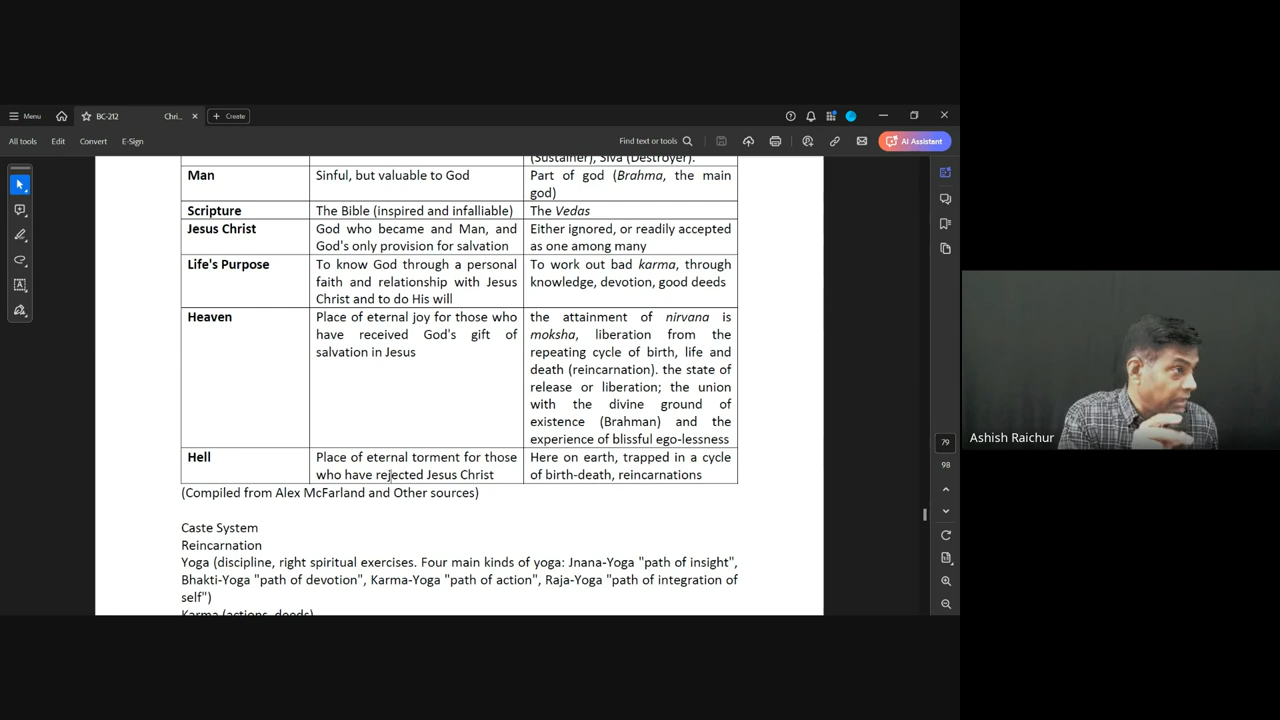 Menu
BC-212
Chri...
Create
All tools
Edit
Convert
E-Sign
Find text or tools
AI Assistant
(Sustainer), Siva (Destroyer).
Man
Sinful, but valuable to God
Part of god (Brahma, the main
god)
Scripture
The Bible (inspired and infalliable)
The Vedas
Jesus Christ
God who became and Man, and
God's only provision for salvation
Either ignored, or readily accepted
as one among many
Life's Purpose
To know God through a personal
faith and relationship with Jesus
Christ and to do His will
To work out bad karma, through
knowledge, devotion, good deeds
Heaven
Place of eternal joy for those who
have received God's gift of
salvation in Jesus
the attainment of nirvana is
moksha, liberation from the
repeating cycle of birth, life and
death (reincarnation). the state of
release or liberation; the union
with the divine ground of
existence (Brahman) and the
experience of blissful ego-lessness
Hell
Place of eternal torment for those
who have rejected Jesus Christ
Here on earth, trapped in a cycle
of birth-death, reincarnations
(Compiled from Alex McFarland and Other sources)
Caste System
Reincarnation
Yoga (discipline, right spiritual exercises. Four main kinds of yoga: Jnana-Yoga "path of insight",
Bhakti-Yoga "path of devotion", Karma-Yoga "path of action", Raja-Yoga "path of integration of
self")
Karma (actions, deeds)
79
98
Ashish Raichur